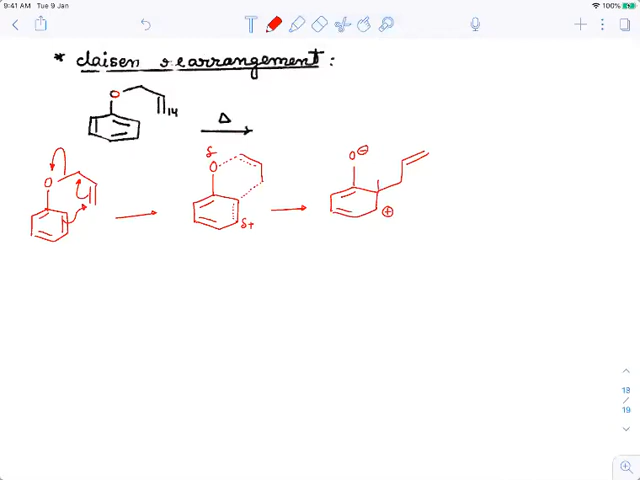 9:41 AM Tue 9 Jan
100%
T
* claisen rearrangement :
O
14
Δ
O
δ
O
δ+
O ⊖
⊕
18
/
19